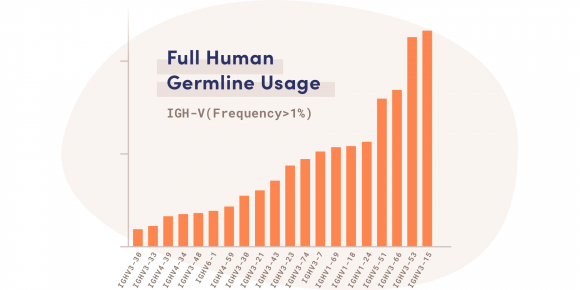 Full Human
Germline Usage
IGH-V(Frequency>1%)
IGHV3-30
IGHV3-33
IGHV4-39
IGHV4-34
IGHV3-48
IGHV6-1
IGHV4-59
IGHV3-30
IGHV3-21
IGHV3-43
IGHV3-23
IGHV3-74
IGHV3-7
IGHV1-69
IGHV1-18
IGHV1-24
IGHV5-51
IGHV3-66
IGHV3-53
IGHV3-15